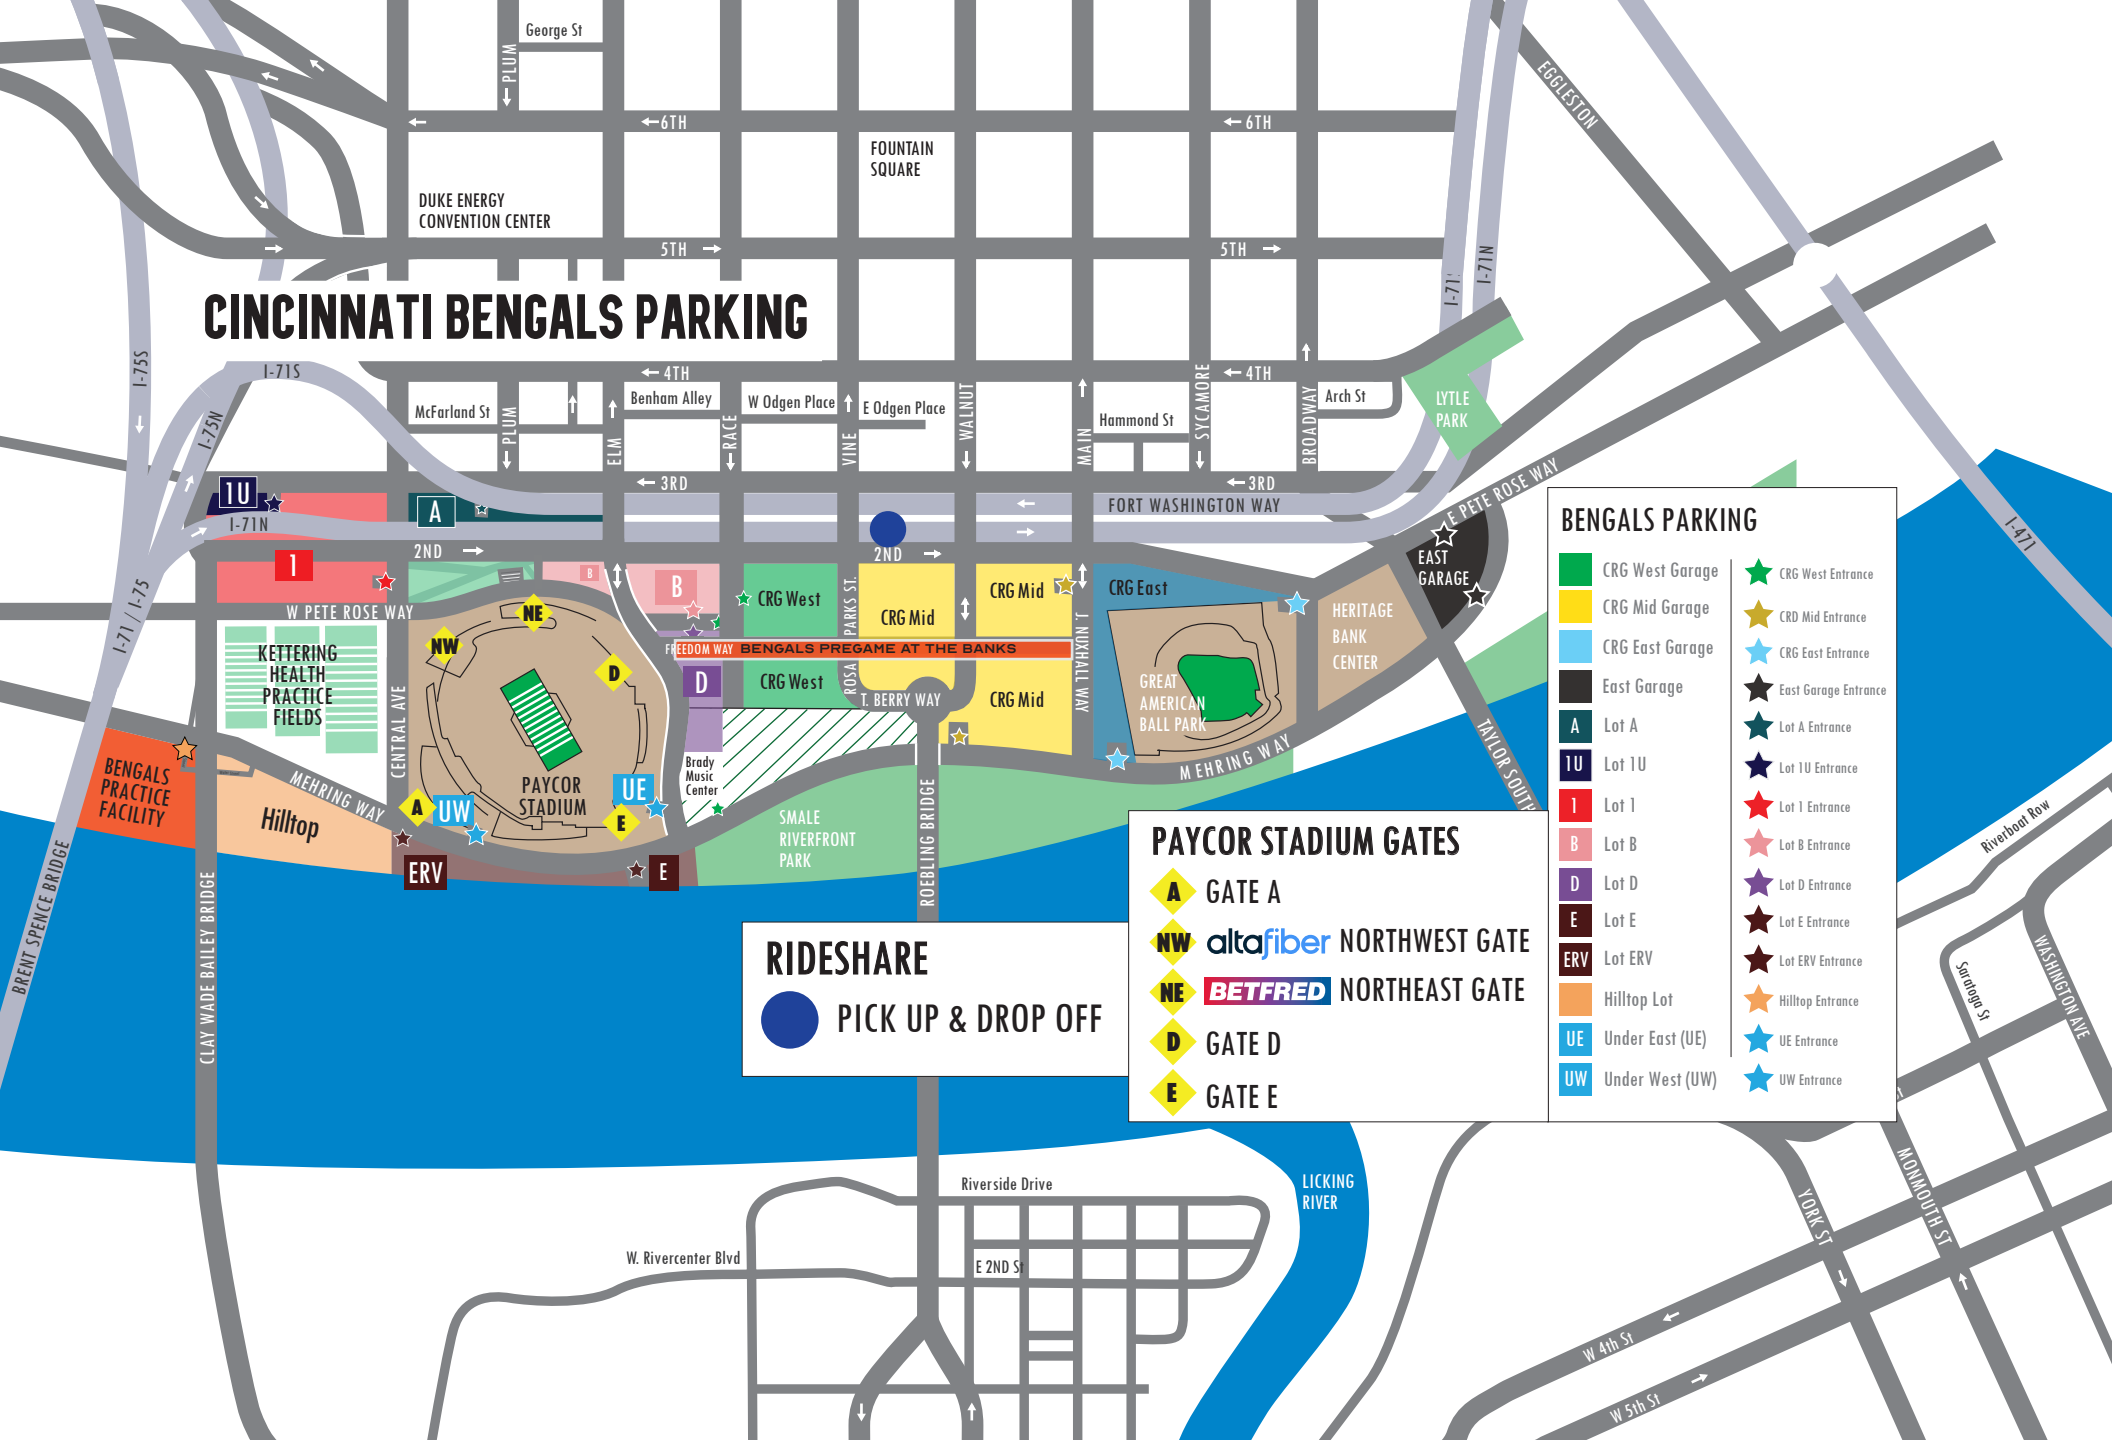 George St
PLUM
6TH
6TH
EGGLESTON
FOUNTAIN
SQUARE
DUKE ENERGY
CONVENTION CENTER
5TH
5TH
I-71N
CINCINNATI BENGALS PARKING
I-75S
I-71S
4TH
4TH
McFarland St
Benham Alley
W Odgen Place
E Odgen Place
Hammond St
Arch St
LYTLE
PARK
I-75N
PLUM
ELM
RACE
VINE
WALNUT
MAIN
SYCAMORE
BROADWAY
3RD
3RD
1U
A
I-71N
FORT WASHINGTON WAY
E PETE ROSE WAY
I-471
2ND
2ND
1
B
B
I-71 / I-75
W PETE ROSE WAY
NE
NW
D
CRG West
CRG Mid
CRG Mid
CRG East
EAST
GARAGE
HERITAGE
BANK
CENTER
ROSA PARKS ST.
J. NUXHALL WAY
FREEDOM WAY
BENGALS PREGAME AT THE BANKS
KETTERING
HEALTH
PRACTICE
FIELDS
CENTRAL AVE
D
CRG West
T. BERRY WAY
CRG Mid
GREAT
AMERICAN
BALL PARK
MEHRING WAY
TAYLOR SOUTH
BENGALS
PRACTICE
FACILITY
Hilltop
MEHRING WAY
PAYCOR
STADIUM
A
UW
UE
E
Brady
Music
Center
ERV
E
SMALE
RIVERFRONT
PARK
ROEBLING BRIDGE
BRENT SPENCE BRIDGE
CLAY WADE BAILEY BRIDGE
RIDESHARE
PICK UP & DROP OFF
PAYCOR STADIUM GATES
A GATE A
NW altafiber NORTHWEST GATE
NE BETFRED NORTHEAST GATE
D GATE D
E GATE E
BENGALS PARKING
CRG West Garage
CRG Mid Garage
CRG East Garage
East Garage
A Lot A
1U Lot 1U
1 Lot 1
B Lot B
D Lot D
E Lot E
ERV Lot ERV
Hilltop Lot
UE Under East (UE)
UW Under West (UW)
CRG West Entrance
CRD Mid Entrance
CRG East Entrance
East Garage Entrance
Lot A Entrance
Lot 1U Entrance
Lot 1 Entrance
Lot B Entrance
Lot D Entrance
Lot E Entrance
Lot ERV Entrance
Hilltop Entrance
UE Entrance
UW Entrance
Riverboat Row
WASHINGTON AVE
Saratoga St
MONMOUTH ST
YORK ST
LICKING
RIVER
Riverside Drive
W. Rivercenter Blvd
E 2ND St
W 4th St
W 5th St